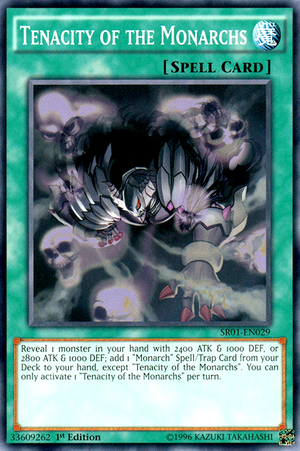 TENACITY OF THE MONARCHS
魔
[SPELL CARD]
SR01-EN029
Reveal 1 monster in your hand with 2400 ATK & 1000 DEF, or
2800 ATK & 1000 DEF; add 1 "Monarch" Spell/Trap Card from your
Deck to your hand, except "Tenacity of the Monarchs". You can
only activate 1 "Tenacity of the Monarchs" per turn.
33609262 1st Edition ©1996 KAZUKI TAKAHASHI